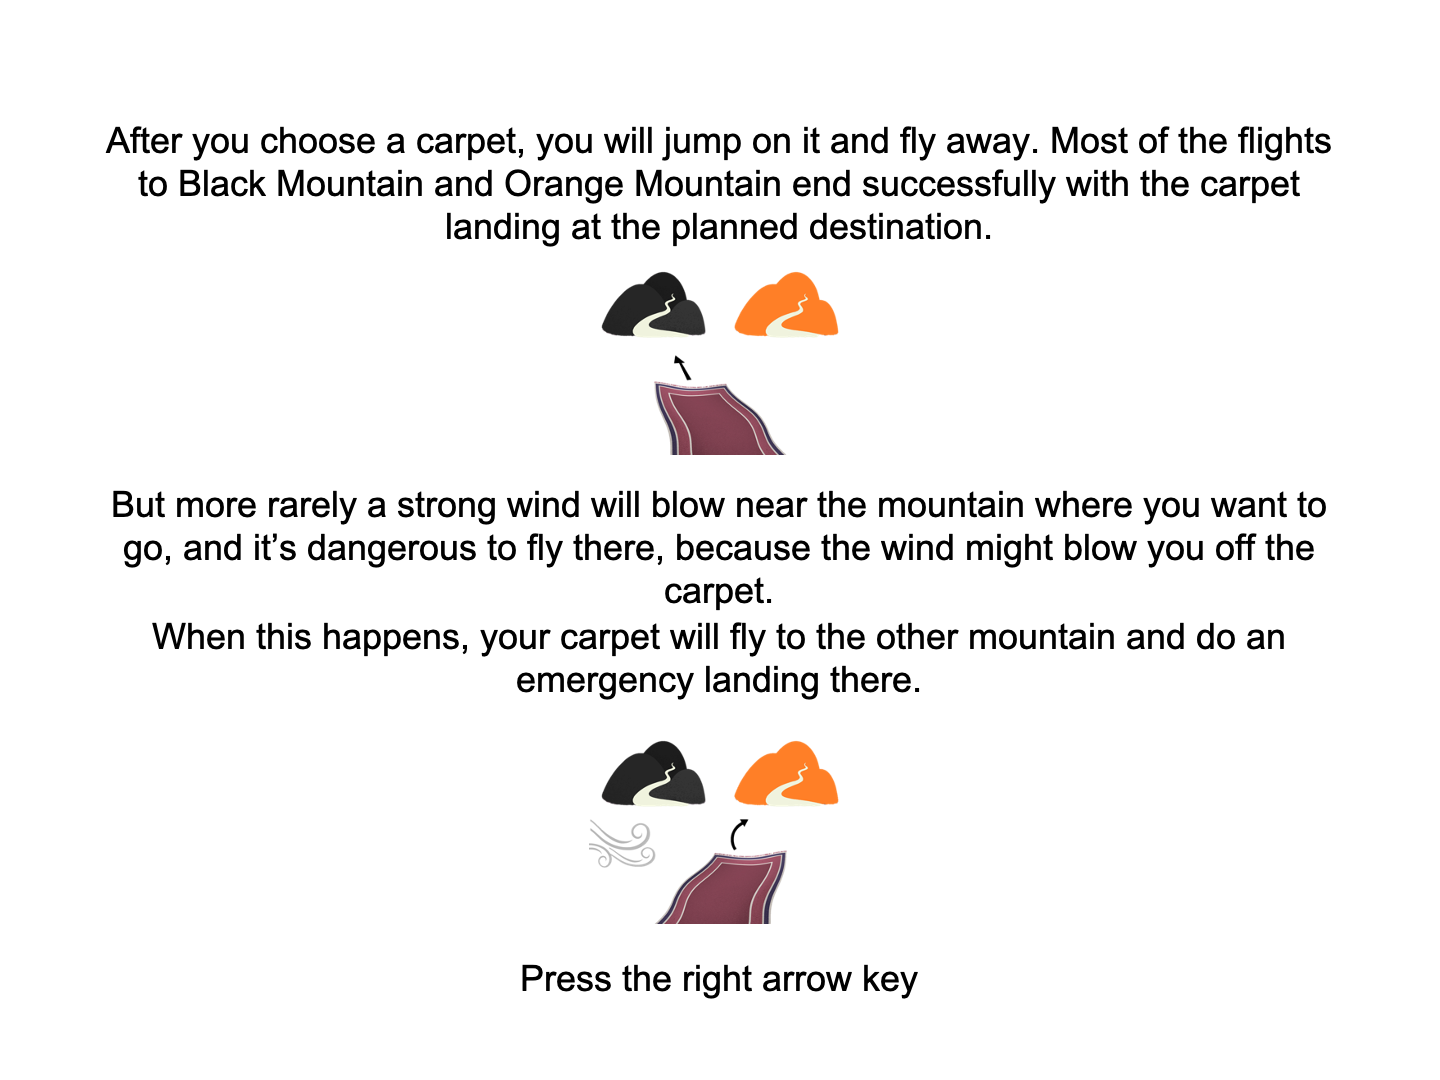 After you choose a carpet, you will jump on it and fly away. Most of the flights
to Black Mountain and Orange Mountain end successfully with the carpet
landing at the planned destination.
But more rarely a strong wind will blow near the mountain where you want to
go, and it’s dangerous to fly there, because the wind might blow you off the
carpet.
When this happens, your carpet will fly to the other mountain and do an
emergency landing there.
Press the right arrow key